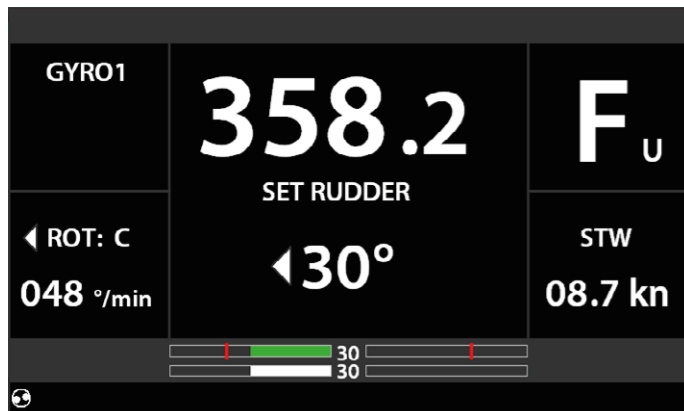 GYRO1
358.2
F U
SET RUDDER
ROT: C
30°
STW
048 °/min
08.7 kn
30
30